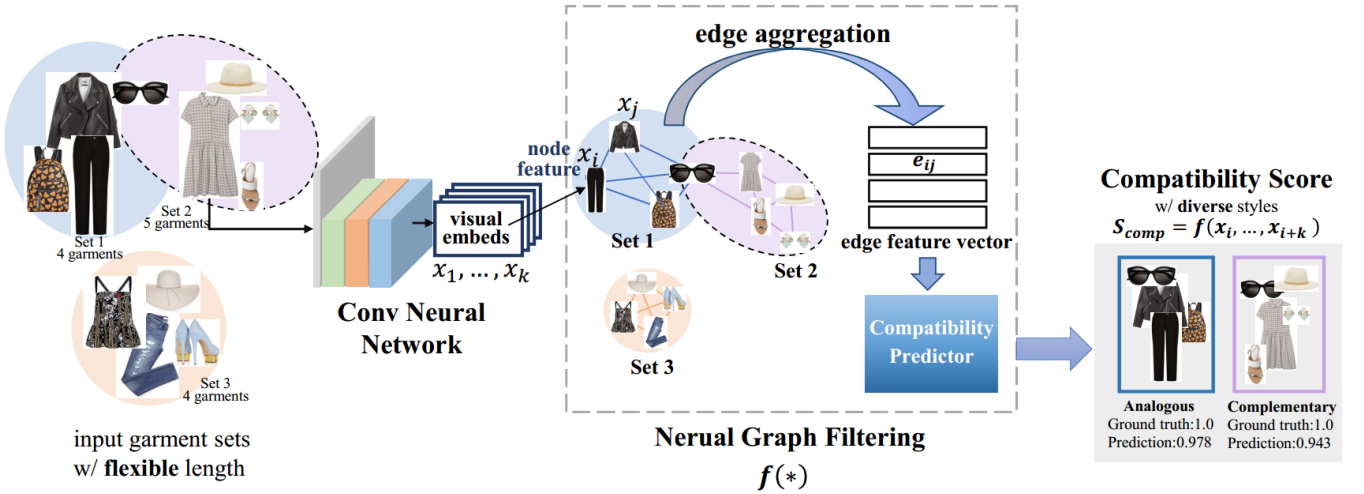 Set 1
4 garments
Set 2
5 garments
Set 3
4 garments
input garment sets
w/ flexible length
Conv Neural
Network
visual
embeds
x_1, ..., x_k
node
feature
edge aggregation
x_j
x_i
Set 1
Set 2
Set 3
e_ij
edge feature vector
Compatibility
Predictor
Nerual Graph Filtering
f(*)
Compatibility Score
w/ diverse styles
S_comp = f(x_i, ..., x_{i+k})
Analogous
Ground truth:1.0
Prediction:0.978
Complementary
Ground truth:1.0
Prediction:0.943